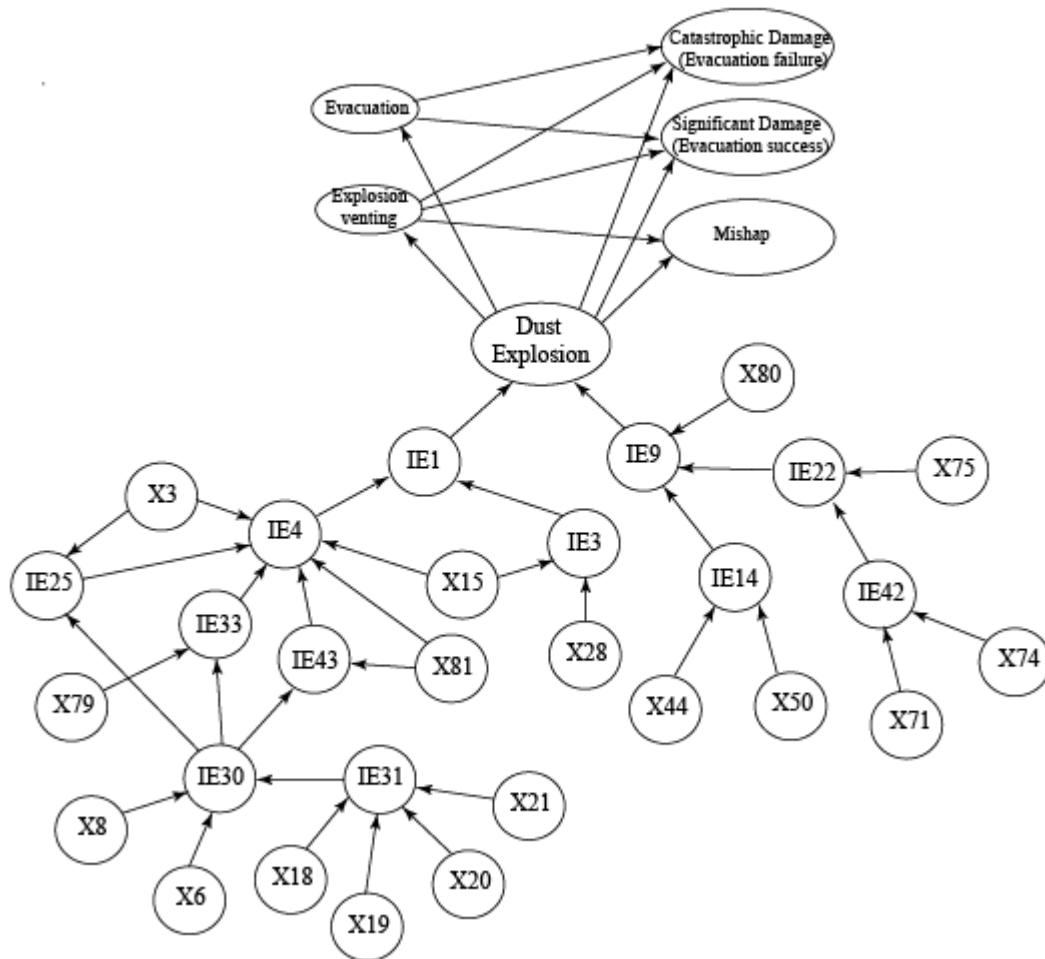 Catastrophic Damage
(Evacuation failure)
Evacuation
Significant Damage
(Evacuation success)
Explosion
venting
Mishap
Dust
Explosion
X80
IE1
IE9
IE22
X75
X3
IE4
IE3
IE25
X15
IE14
IE42
IE33
IE43
X81
X28
X74
X79
X44
X50
X71
IE30
IE31
X21
X8
X18
X20
X6
X19